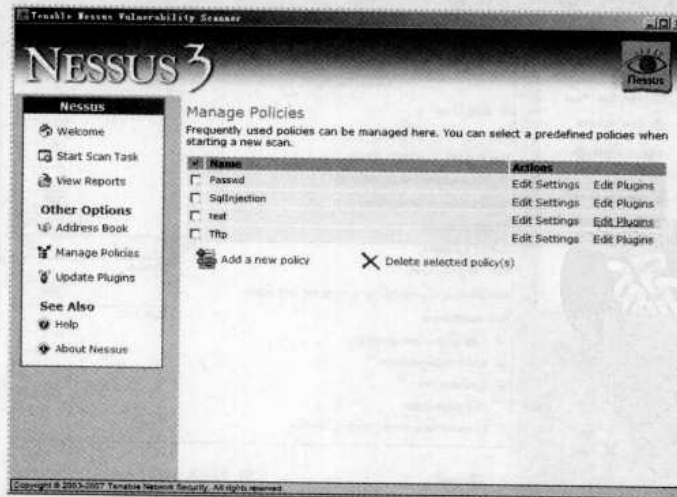 Tenable Nessus Vulnerability Scanner
NESSUS 3
Nessus
Nessus
Welcome
Start Scan Task
View Reports
Other Options
Address Book
Manage Policies
Update Plugins
See Also
Help
About Nessus
Manage Policies
Frequently used policies can be managed here. You can select a predefined policies when
starting a new scan.
Name Actions
Passwd Edit Settings Edit Plugins
SqlInjection Edit Settings Edit Plugins
test Edit Settings Edit Plugins
Tftp Edit Settings Edit Plugins
Add a new policy Delete selected policy(s)
Copyright © 2003-2007 Tenable Network Security. All rights reserved.